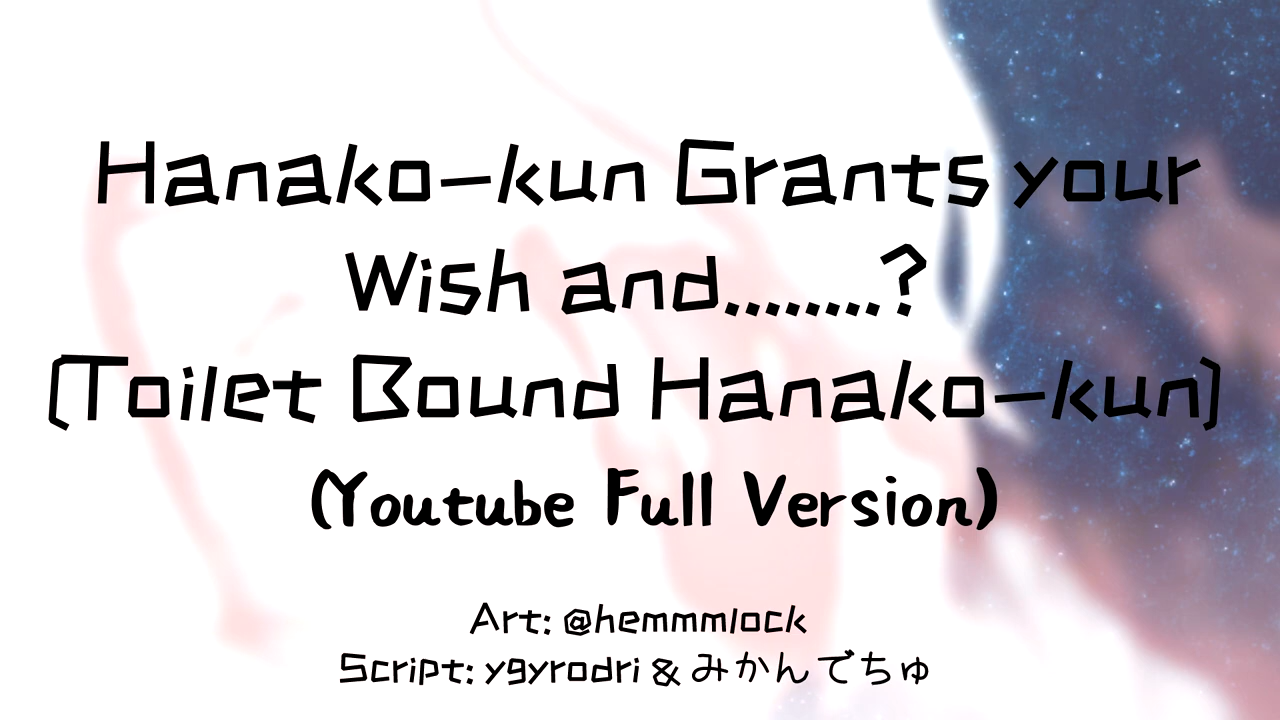 Hanako-kun Grants your
Wish and........?
[Toilet Bound Hanako-kun]
(Youtube Full Version)
Art: @hemmmlock
Script: ygyrodri & みかんでちゅ